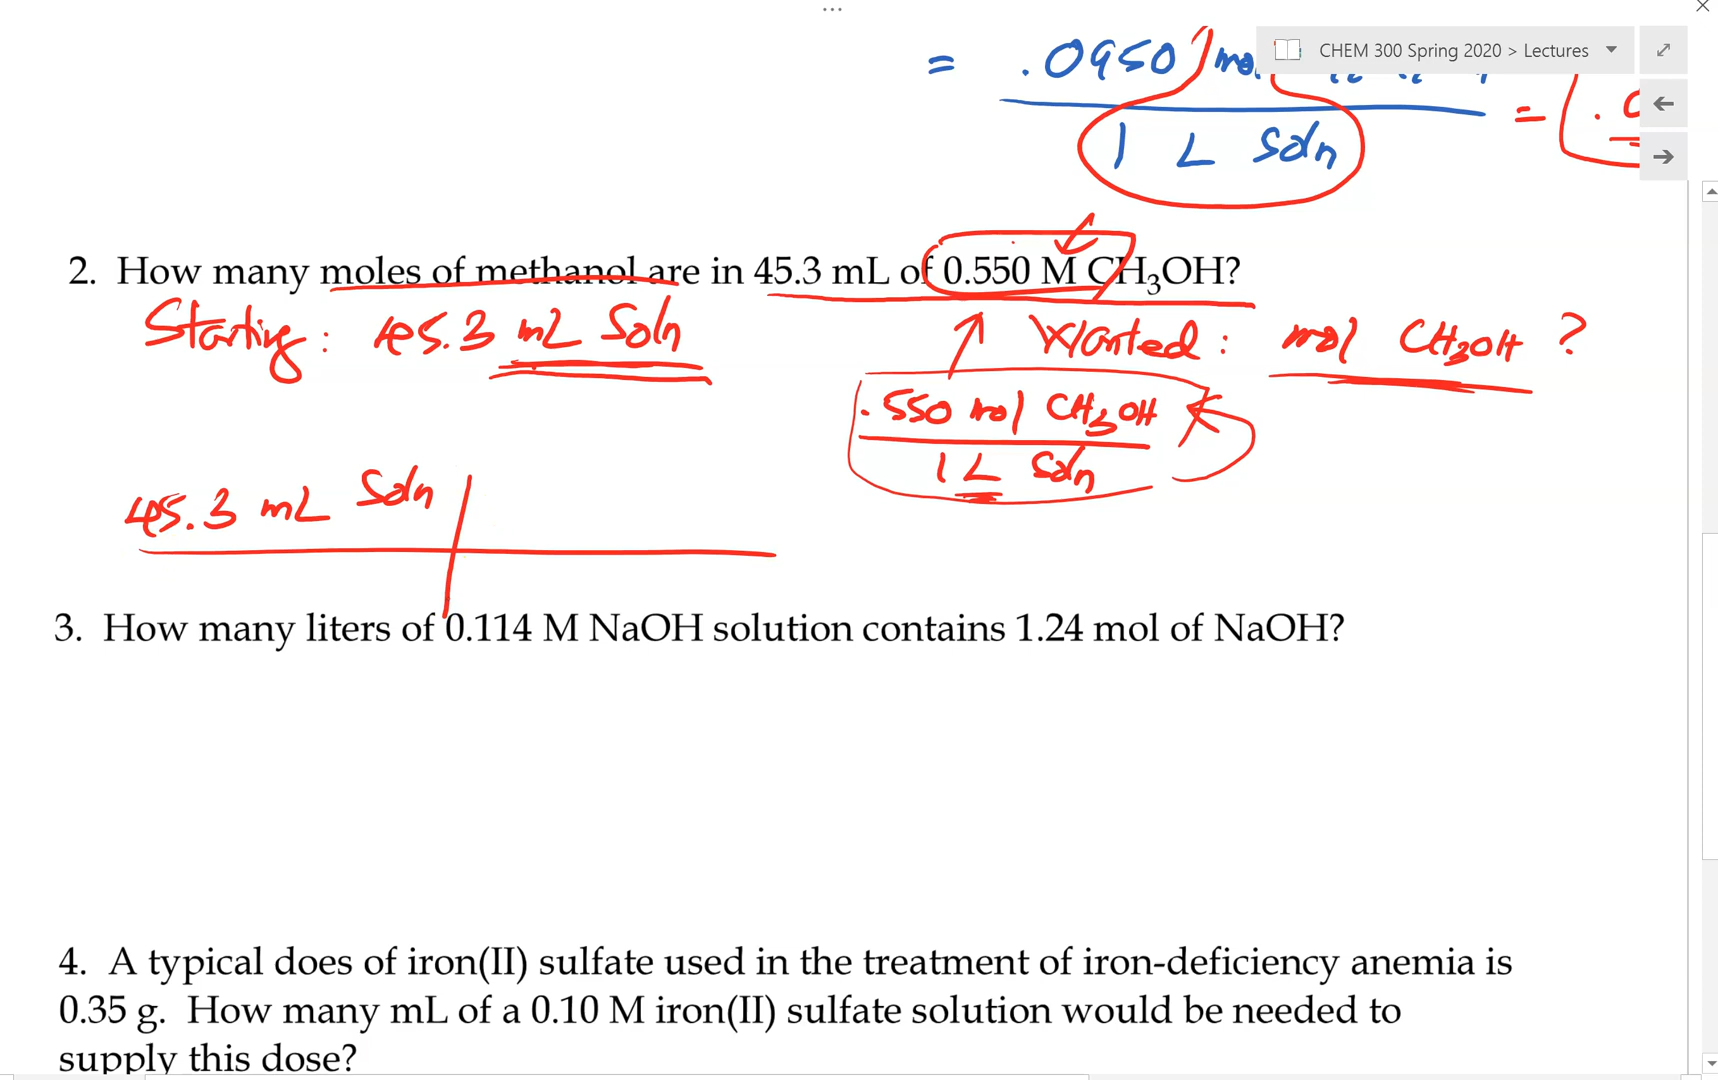 CHEM 300 Spring 2020 > Lectures
= .0950 mol
1 L Soln
= .0
2. How many moles of methanol are in 45.3 mL of 0.550 M CH₃OH?
Starting: 45.3 mL Soln
Wanted: mol CH₃OH ?
.550 mol CH₃OH
1 L Soln
45.3 mL Soln
3. How many liters of 0.114 M NaOH solution contains 1.24 mol of NaOH?
4. A typical does of iron(II) sulfate used in the treatment of iron-deficiency anemia is
0.35 g. How many mL of a 0.10 M iron(II) sulfate solution would be needed to
supply this dose?